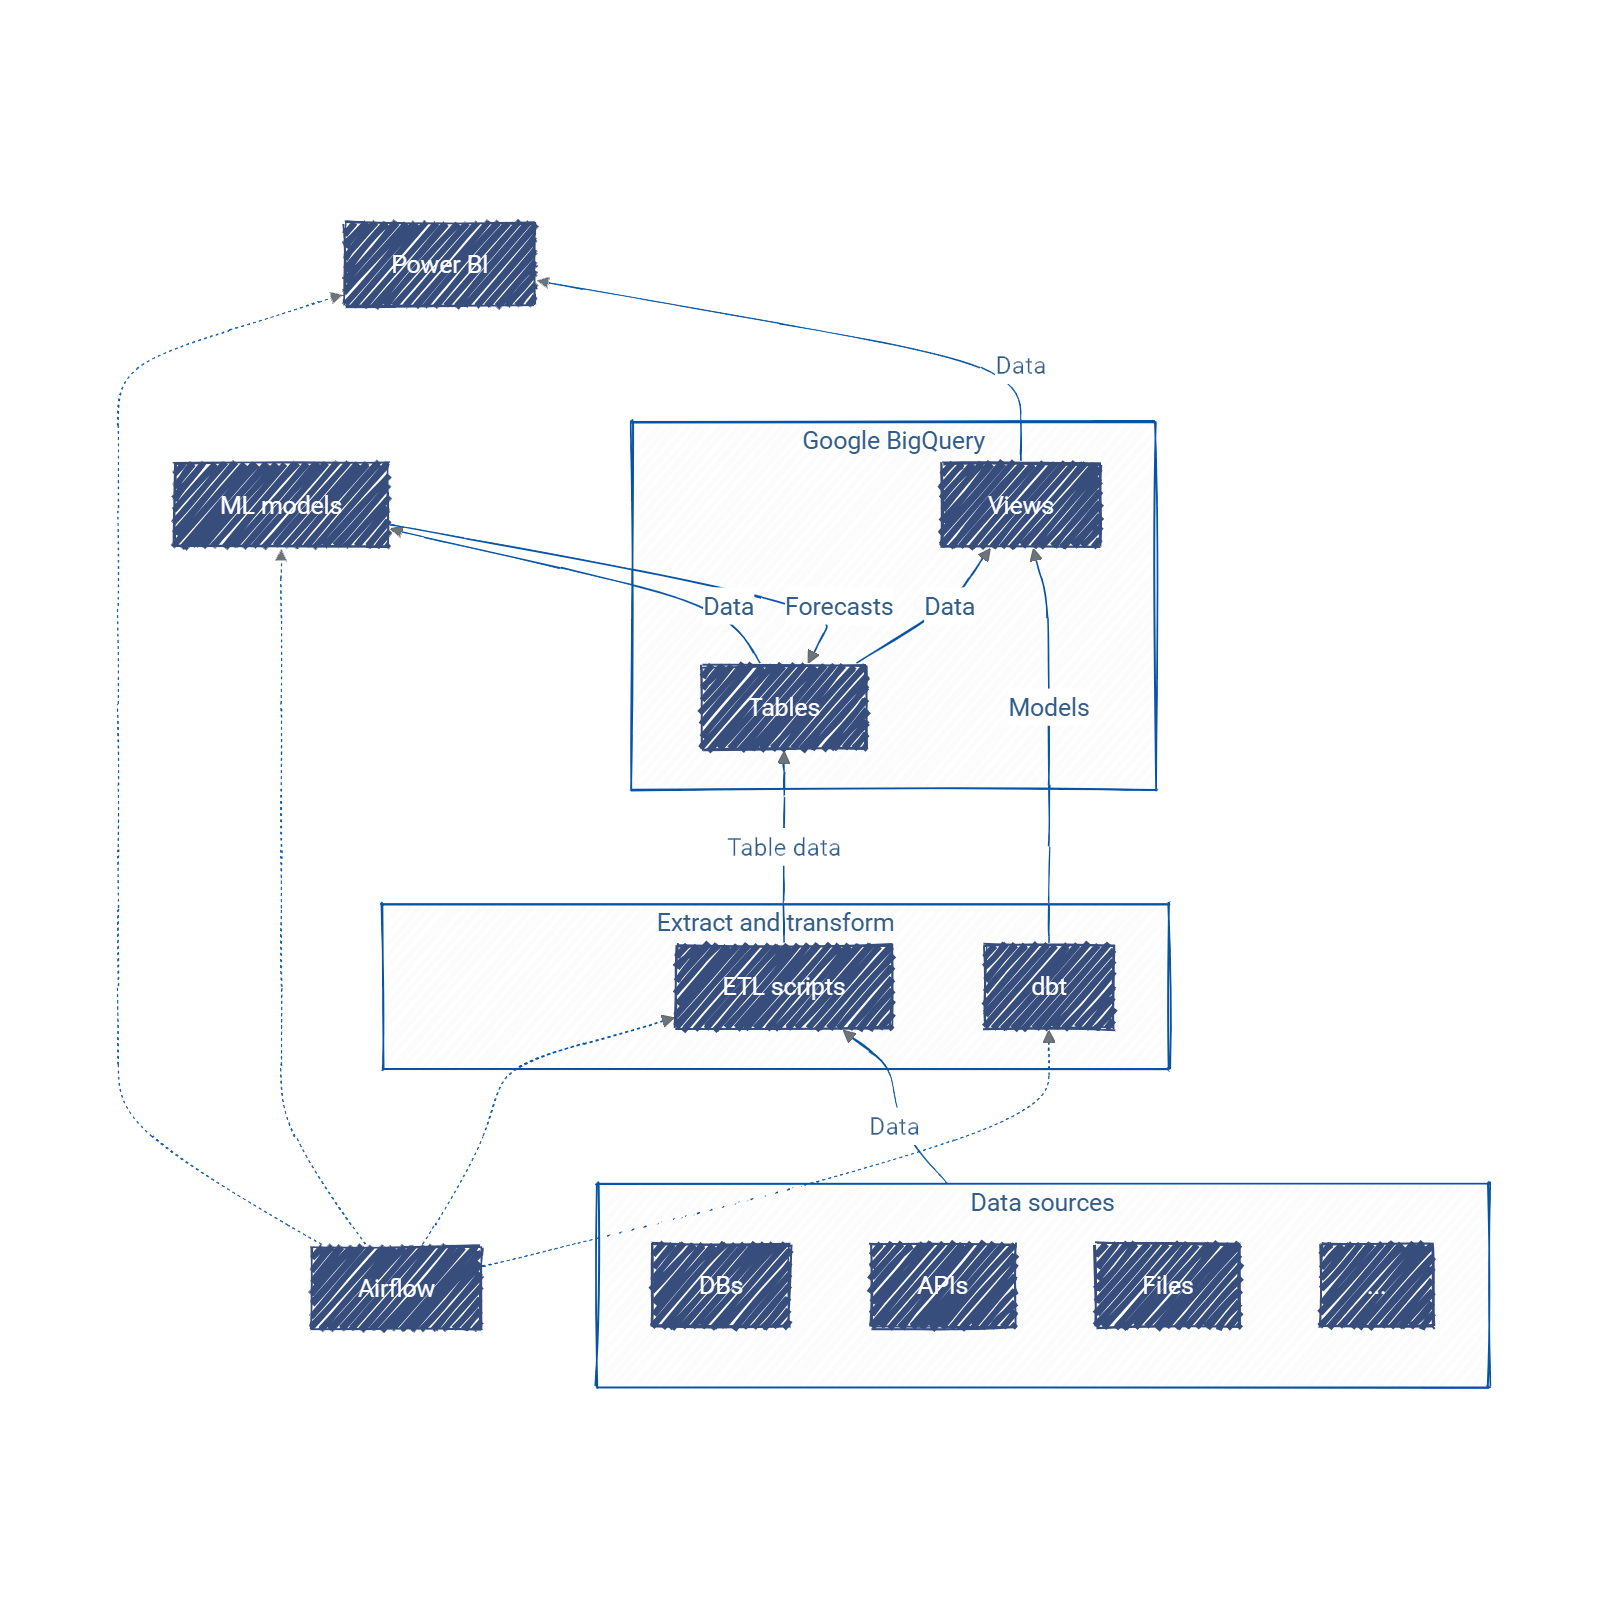 Power BI
Data
Google BigQuery
ML models
Views
Data
Forecasts
Data
Tables
Models
Table data
Extract and transform
ETL scripts
dbt
Data
Data sources
Airflow
DBs
APIs
Files
...